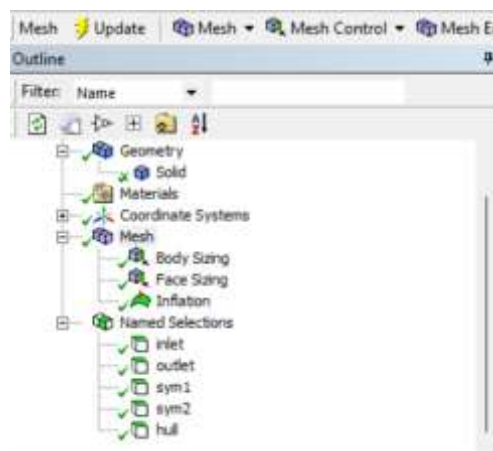 Mesh Update Mesh Mesh Control Mesh E
Outline
Filter: Name
Geometry
Solid
Materials
Coordinate Systems
Mesh
Body Sizing
Face Sizing
Inflation
Named Selections
inlet
outlet
sym1
sym2
hull